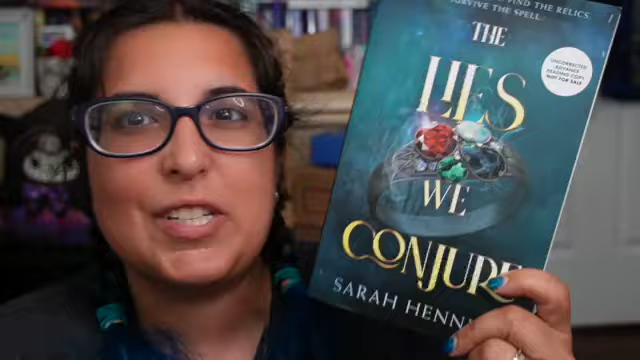 FIND THE RELICS.
SURVIVE THE SPELL.
THE
LIES
WE
CONJURE
SARAH HENN
UNCORRECTED
ADVANCE
READING COPY
NOT FOR SALE